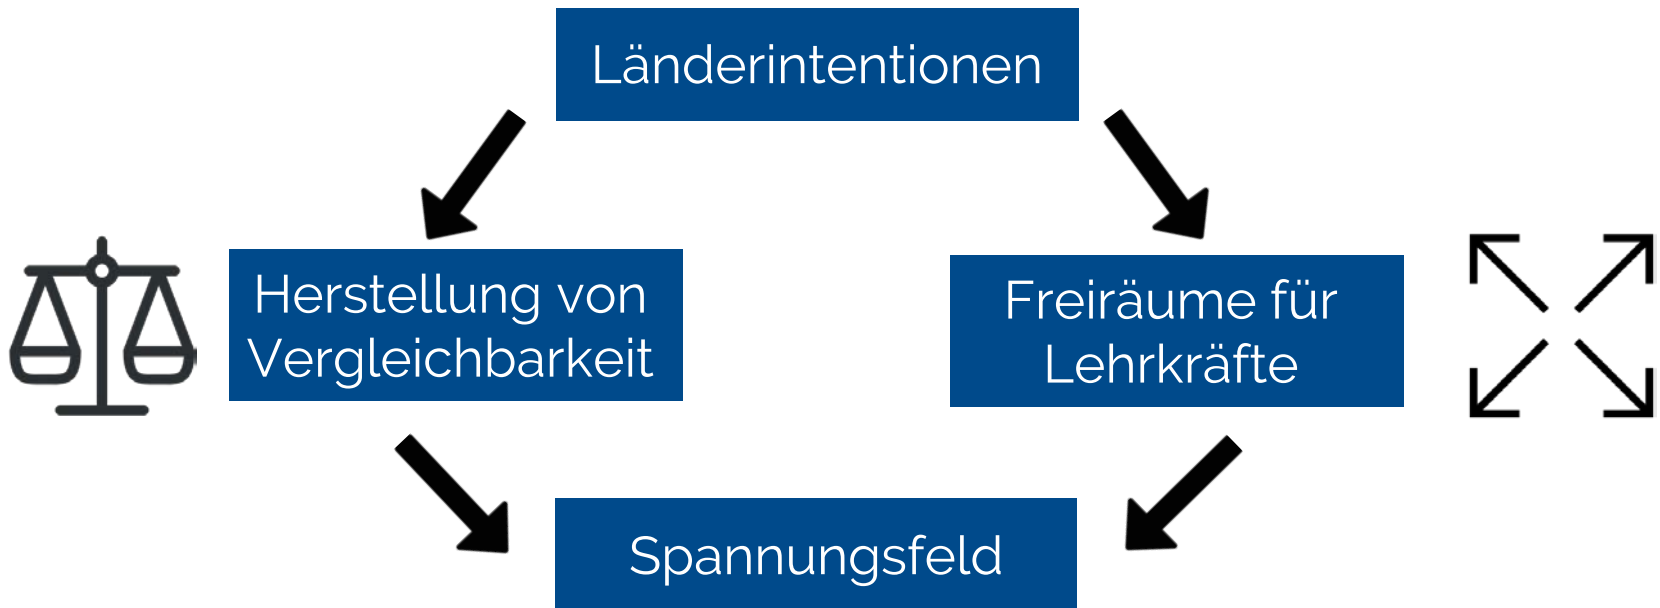 Länderintentionen
Herstellung von
Vergleichbarkeit
Freiräume für
Lehrkräfte
Spannungsfeld